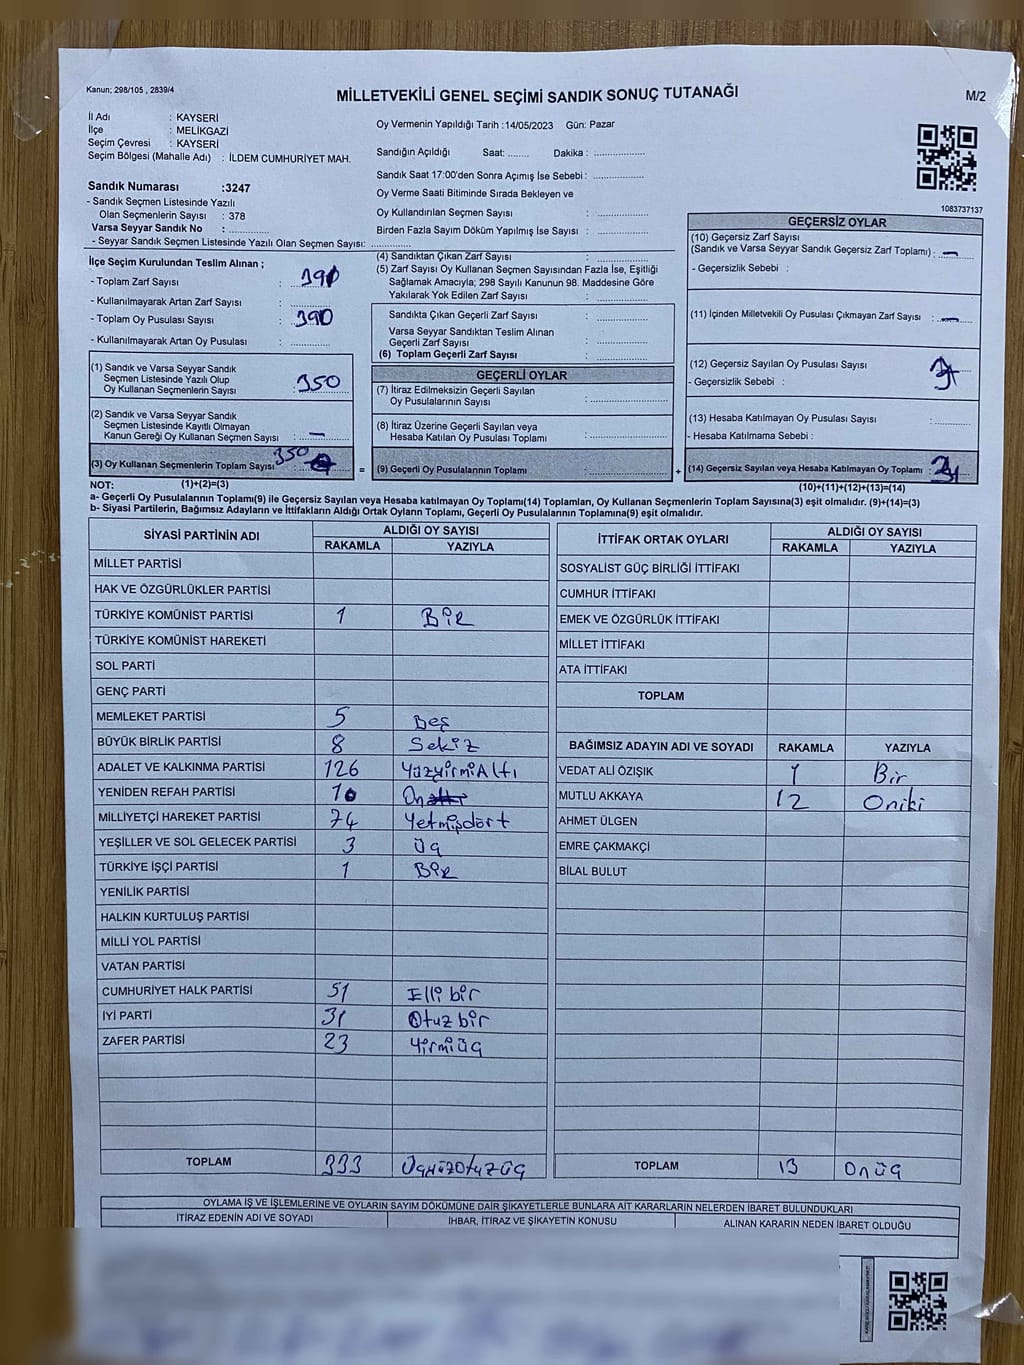 Kanun; 298/105 , 2839/4
MİLLETVEKİLİ GENEL SEÇİMİ SANDIK SONUÇ TUTANAĞI
M/2
İl Adı : KAYSERİ
İlçe : MELİKGAZİ
Seçim Çevresi : KAYSERİ
Seçim Bölgesi (Mahalle Adı) : İLDEM CUMHURİYET MAH.
Sandık Numarası :3247
- Sandık Seçmen Listesinde Yazılı
Olan Seçmenlerin Sayısı : 378
Varsa Seyyar Sandık No :
- Seyyar Sandık Seçmen Listesinde Yazılı Olan Seçmen Sayısı:
Oy Vermenin Yapıldığı Tarih :14/05/2023 Gün: Pazar
Sandığın Açıldığı Saat: ........ Dakika : ..................
Sandık Saat 17:00'den Sonra Açımış İse Sebebi : ..................
Oy Verme Saati Bitiminde Sırada Bekleyen ve
Oy Kullandırılan Seçmen Sayısı : ..................
Birden Fazla Sayım Döküm Yapılmış İse Sayısı : ..................
1083737137
İlçe Seçim Kurulundan Teslim Alınan ;
- Toplam Zarf Sayısı : 390
- Kullanılmayarak Artan Zarf Sayısı : ............
- Toplam Oy Pusulası Sayısı : 390
- Kullanılmayarak Artan Oy Pusulası : ............
(1) Sandık ve Varsa Seyyar Sandık
Seçmen Listesinde Yazılı Olup
Oy Kullanan Seçmenlerin Sayısı : 350
(2) Sandık ve Varsa Seyyar Sandık
Seçmen Listesinde Kayıtlı Olmayan
Kanun Gereği Oy Kullanan Seçmen Sayısı : —
(3) Oy Kullanan Seçmenlerin Toplam Sayısı : 350
(1)+(2)=(3)
(4) Sandıktan Çıkan Zarf Sayısı : ..................
(5) Zarf Sayısı Oy Kullanan Seçmen Sayısından Fazla İse, Eşitliği
Sağlamak Amacıyla; 298 Sayılı Kanunun 98. Maddesine Göre
Yakılarak Yok Edilen Zarf Sayısı : ..................
Sandıkta Çıkan Geçerli Zarf Sayısı : ..................
Varsa Seyyar Sandıktan Teslim Alınan
Geçerli Zarf Sayısı : ..................
(6) Toplam Geçerli Zarf Sayısı : ..................
GEÇERLİ OYLAR
(7) İtiraz Edilmeksizin Geçerli Sayılan
Oy Pusulalarının Sayısı : ..................
(8) İtiraz Üzerine Geçerli Sayılan veya
Hesaba Katılan Oy Pusulası Toplamı : ..................
= (9) Geçerli Oy Pusulalarının Toplamı : ..................
GEÇERSİZ OYLAR
(10) Geçersiz Zarf Sayısı
(Sandık ve Varsa Seyyar Sandık Geçersiz Zarf Toplamı) : —
- Geçersizlik Sebebi :
(11) İçinden Milletvekili Oy Pusulası Çıkmayan Zarf Sayısı : —
(12) Geçersiz Sayılan Oy Pusulası Sayısı :
- Geçersizlik Sebebi :
(13) Hesaba Katılmayan Oy Pusulası Sayısı : ............
- Hesaba Katılmama Sebebi :
+ (14) Geçersiz Sayılan veya Hesaba Katılmayan Oy Toplamı :
(10)+(11)+(12)+(13)=(14)
NOT:
a- Geçerli Oy Pusulalarının Toplamı(9) ile Geçersiz Sayılan veya Hesaba katılmayan Oy Toplamı(14) Toplamları, Oy Kullanan Seçmenlerin Toplam Sayısına(3) eşit olmalıdır. (9)+(14)=(3)
b- Siyasi Partilerin, Bağımsız Adayların ve İttifakların Aldığı Ortak Oyların Toplamı, Geçerli Oy Pusulalarının Toplamına(9) eşit olmalıdır.
SİYASİ PARTİNİN ADI ALDIĞI OY SAYISI
RAKAMLA YAZIYLA
MİLLET PARTİSİ
HAK VE ÖZGÜRLÜKLER PARTİSİ
TÜRKİYE KOMÜNİST PARTİSİ 1 Bir
TÜRKİYE KOMÜNİST HAREKETİ
SOL PARTİ
GENÇ PARTİ
MEMLEKET PARTİSİ 5 Beş
BÜYÜK BİRLİK PARTİSİ 8 Sekiz
ADALET VE KALKINMA PARTİSİ 126 YüzyirmiAltı
YENİDEN REFAH PARTİSİ 10 On
MİLLİYETÇİ HAREKET PARTİSİ 74 Yetmişdört
YEŞİLLER VE SOL GELECEK PARTİSİ 3 Üç
TÜRKİYE İŞÇİ PARTİSİ 1 Bir
YENİLİK PARTİSİ
HALKIN KURTULUŞ PARTİSİ
MİLLİ YOL PARTİSİ
VATAN PARTİSİ
CUMHURİYET HALK PARTİSİ 51 Elli bir
İYİ PARTİ 31 Otuz bir
ZAFER PARTİSİ 23 Yirmiüç
TOPLAM 333 Üçyüzotuzüç
İTTİFAK ORTAK OYLARI ALDIĞI OY SAYISI
RAKAMLA YAZIYLA
SOSYALİST GÜÇ BİRLİĞİ İTTİFAKI
CUMHUR İTTİFAKI
EMEK VE ÖZGÜRLÜK İTTİFAKI
MİLLET İTTİFAKI
ATA İTTİFAKI
TOPLAM
BAĞIMSIZ ADAYIN ADI VE SOYADI RAKAMLA YAZIYLA
VEDAT ALİ ÖZIŞIK 1 Bir
MUTLU AKKAYA 12 Oniki
AHMET ÜLGEN
EMRE ÇAKMAKÇİ
BİLAL BULUT
TOPLAM 13 Onüç
OYLAMA İŞ VE İŞLEMLERİNE VE OYLARIN SAYIM DÖKÜMÜNE DAİR ŞİKAYETLERLE BUNLARA AİT KARARLARIN NELERDEN İBARET BULUNDUKLARI
İTİRAZ EDENİN ADI VE SOYADI İHBAR, İTİRAZ VE ŞİKAYETİN KONUSU ALINAN KARARIN NEDEN İBARET OLDUĞU